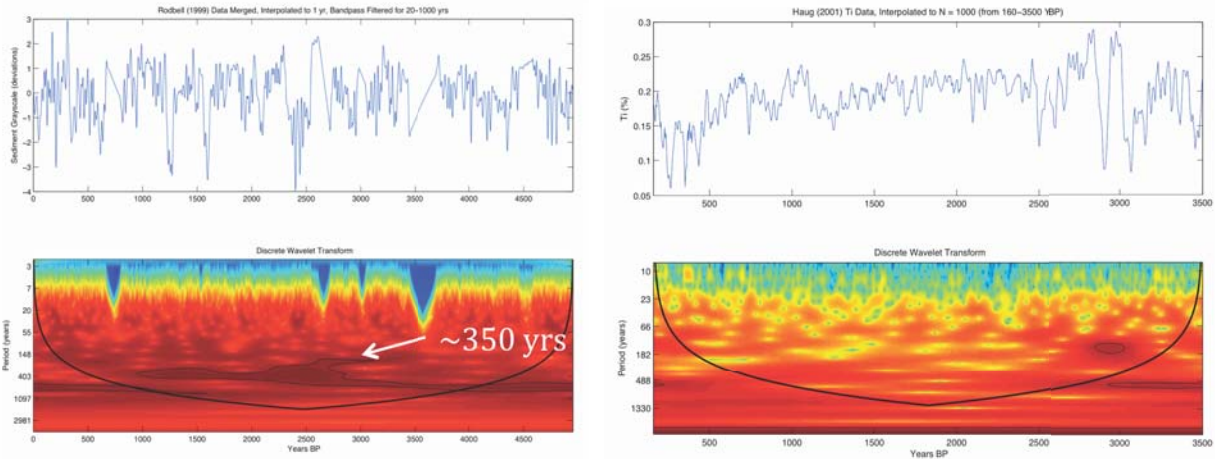 Rodbell (1999) Data Merged, Interpolated to 1 yr, Bandpass Filtered for 20–1000 yrs
Sediment Grayscale (deviations)
3
2
1
0
-1
-2
-3
-4
0 500 1000 1500 2000 2500 3000 3500 4000 4500
Haug (2001) Ti Data, Interpolated to N = 1000 (from 160–3500 YBP)
Ti (%)
0.3
0.25
0.2
0.15
0.1
0.05
500 1000 1500 2000 2500 3000 3500
Discrete Wavelet Transform
Period (years)
3
7
20
55
148
403
1097
2981
~350 yrs
0 500 1000 1500 2000 2500 3000 3500 4000 4500
Years BP
Discrete Wavelet Transform
Period (years)
10
23
66
182
488
1330
500 1000 1500 2000 2500 3000 3500
Years BP